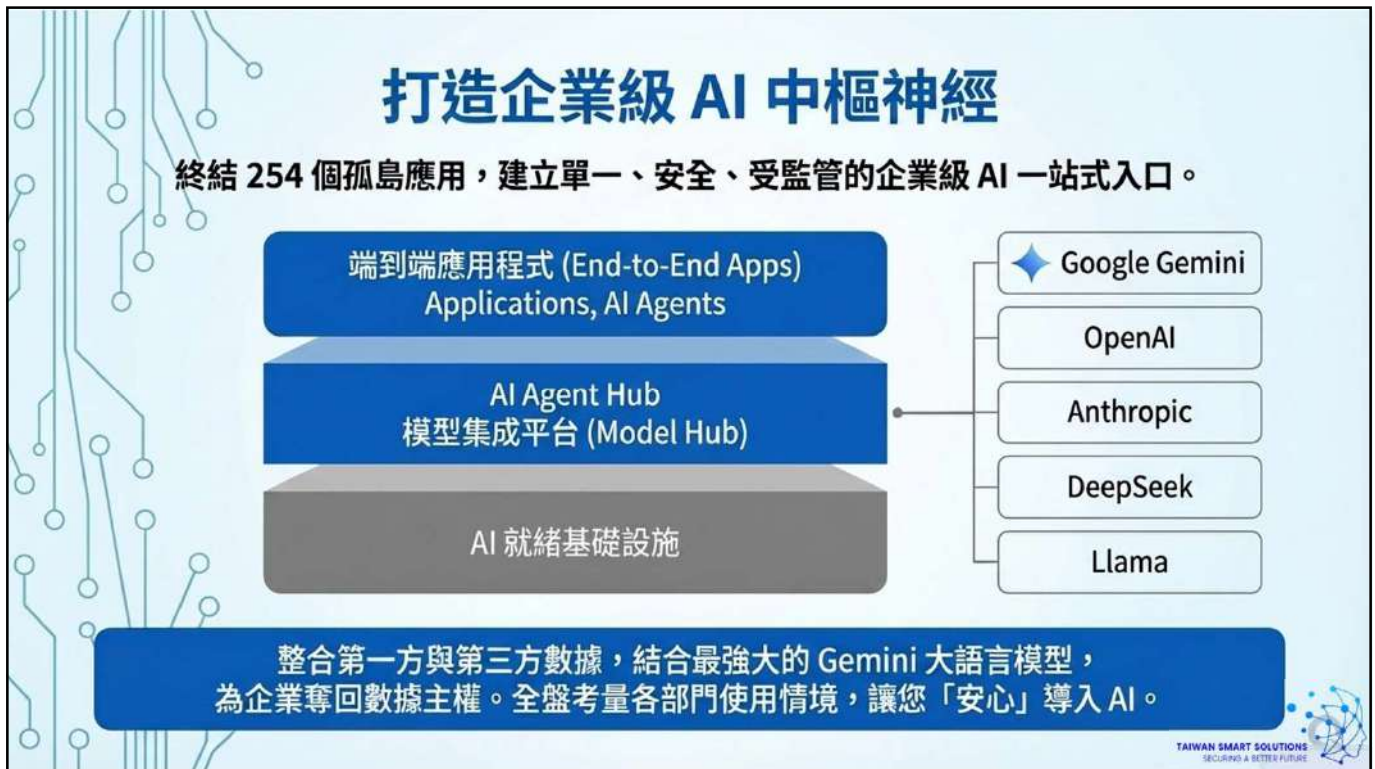 打造企業級 AI 中樞神經
終結 254 個孤島應用，建立單一、安全、受監管的企業級 AI 一站式入口。
端到端應用程式 (End-to-End Apps)
Applications, AI Agents
AI Agent Hub
模型集成平台 (Model Hub)
AI 就緒基礎設施
Google Gemini
OpenAI
Anthropic
DeepSeek
Llama
整合第一方與第三方數據，結合最強大的 Gemini 大語言模型，
為企業奪回數據主權。全盤考量各部門使用情境，讓您「安心」導入 AI。
TAIWAN SMART SOLUTIONS
SECURING A BETTER FUTURE